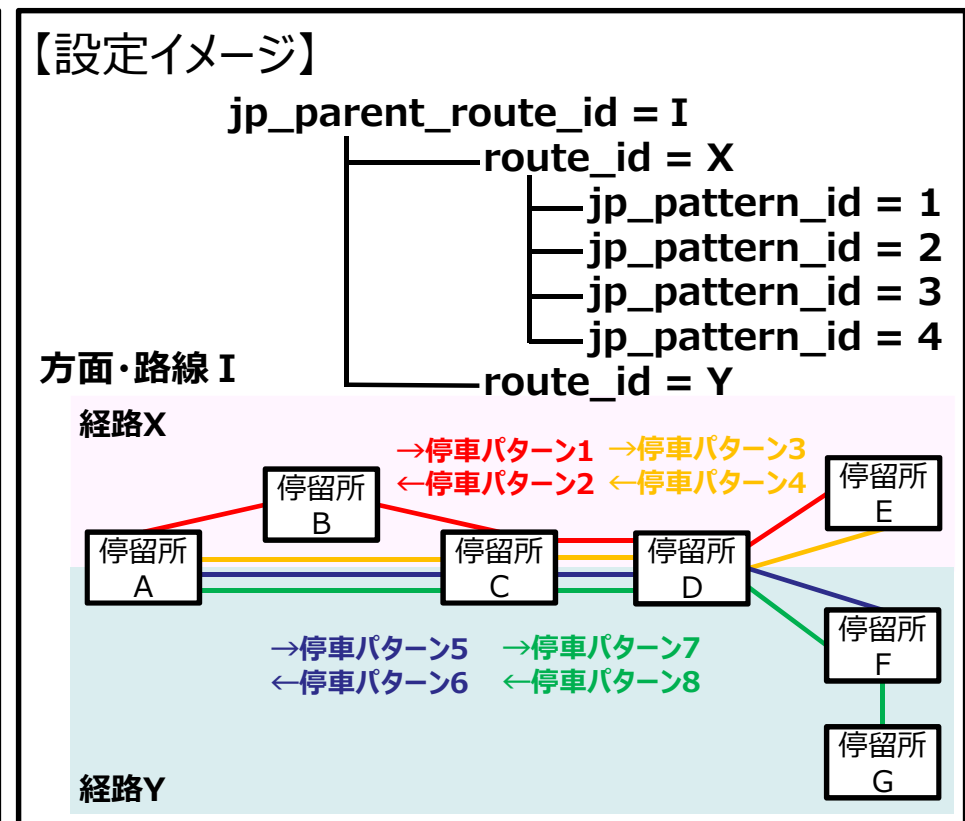 【設定イメージ】
jp_parent_route_id = I
route_id = X
jp_pattern_id = 1
jp_pattern_id = 2
jp_pattern_id = 3
jp_pattern_id = 4
route_id = Y
方面・路線 I
経路X
→停車パターン1 →停車パターン3
←停車パターン2 ←停車パターン4
停留所
B
停留所
E
停留所
A
停留所
C
停留所
D
→停車パターン5 →停車パターン7
←停車パターン6 ←停車パターン8
停留所
F
停留所
G
経路Y